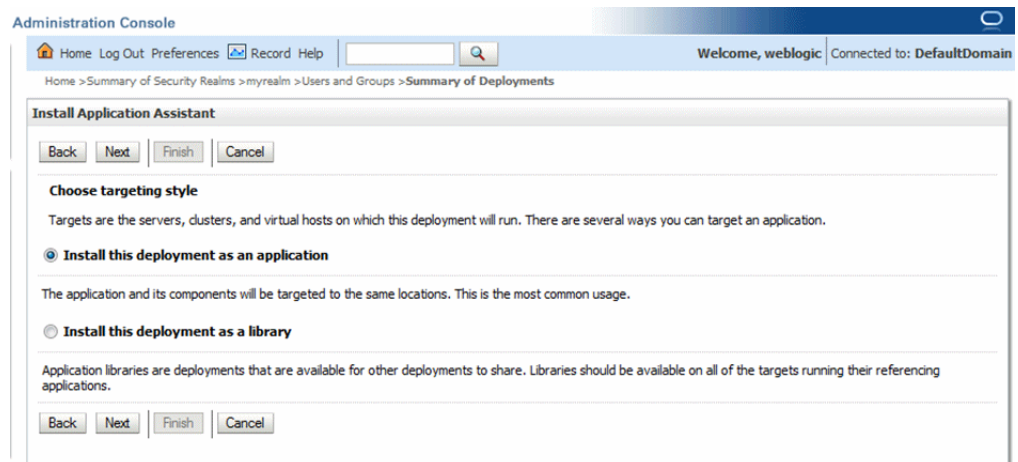 Administration Console
Home Log Out Preferences Record Help
Welcome, weblogic Connected to: DefaultDomain
Home >Summary of Security Realms >myrealm >Users and Groups >Summary of Deployments
Install Application Assistant
Back Next Finish Cancel
Choose targeting style
Targets are the servers, clusters, and virtual hosts on which this deployment will run. There are several ways you can target an application.
Install this deployment as an application
The application and its components will be targeted to the same locations. This is the most common usage.
Install this deployment as a library
Application libraries are deployments that are available for other deployments to share. Libraries should be available on all of the targets running their referencing
applications.
Back Next Finish Cancel